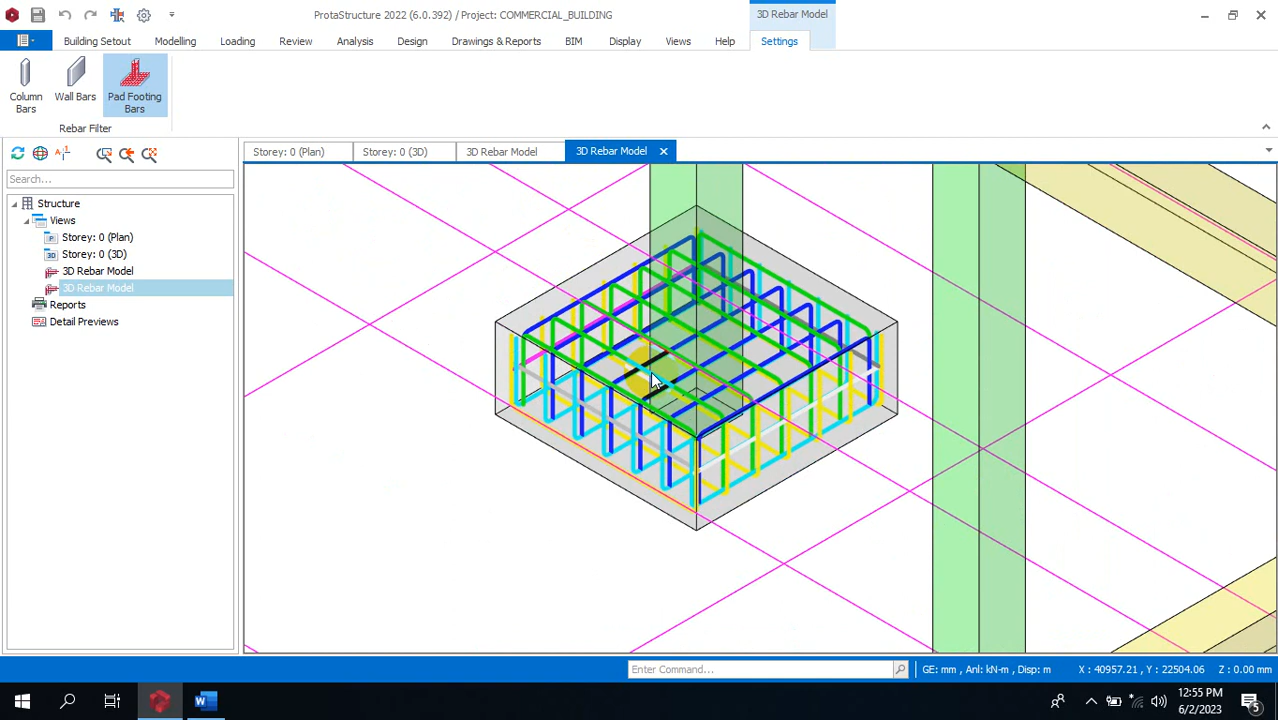 ProtaStructure 2022 (6.0.392) / Project: COMMERCIAL_BUILDING
3D Rebar Model
Building Setout Modelling Loading Review Analysis Design Drawings & Reports BIM Display Views Help Settings
Column Bars
Wall Bars
Pad Footing Bars
Rebar Filter
Storey: 0 (Plan) Storey: 0 (3D) 3D Rebar Model 3D Rebar Model
Search...
Structure
Views
Storey: 0 (Plan)
Storey: 0 (3D)
3D Rebar Model
3D Rebar Model
Reports
Detail Previews
Enter Command... GE: mm , Anl: kN-m , Disp: m X : 40957.21 , Y : 22504.06 Z : 0.00 mm
12:55 PM
6/2/2023
5